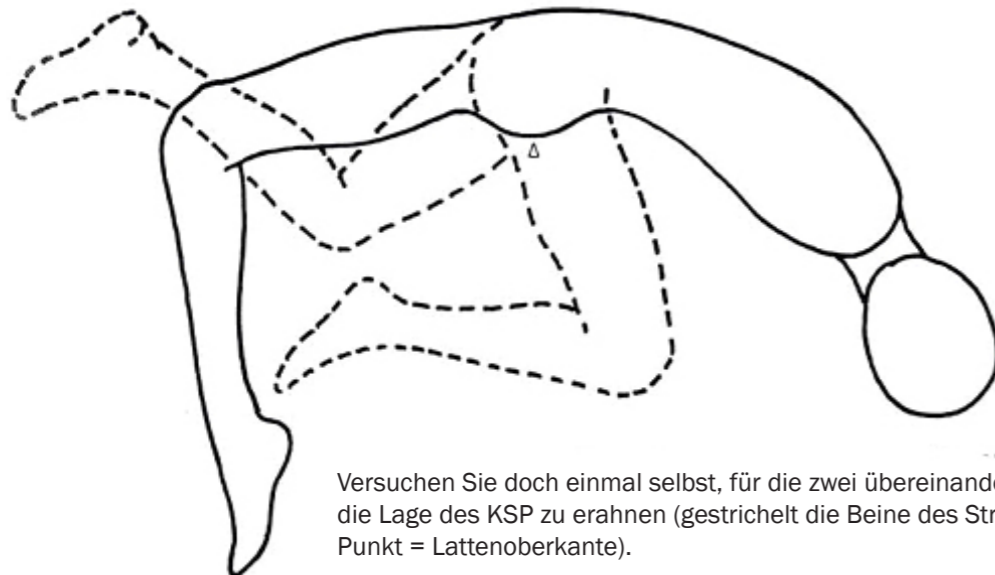 Versuchen Sie doch einmal selbst, für die zwei übereinande
die Lage des KSP zu erahnen (gestrichelt die Beine des Str
Punkt = Lattenoberkante).